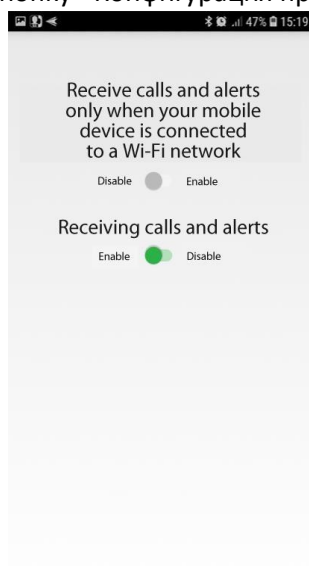 47% 15:19
Receive calls and alerts
only when your mobile
device is connected
to a Wi-Fi network
Disable Enable
Receiving calls and alerts
Enable Disable